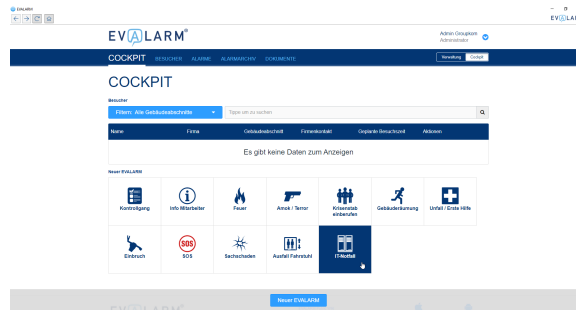 EVALARM
EVALARM®
Admin Groupkom
Administrator
COCKPIT BESUCHER ALARME ALARMARCHIV DOKUMENTE
Verwaltung Cockpit
COCKPIT
Besucher
Filtern: Alle Gebäudeabschnitte
Tippe um zu suchen
Name Firma Gebäudeabschnitt Firmenkontakt Geplante Besuchszeit Aktionen
Es gibt keine Daten zum Anzeigen
Neuer EVALARM
Kontrollgang Info Mitarbeiter Feuer Amok / Terror Krisenstab einberufen Gebäuderäumung Unfall / Erste Hilfe
SOS
Einbruch SOS Sachschaden Ausfall Fahrstuhl IT-Notfall
Neuer EVALARM